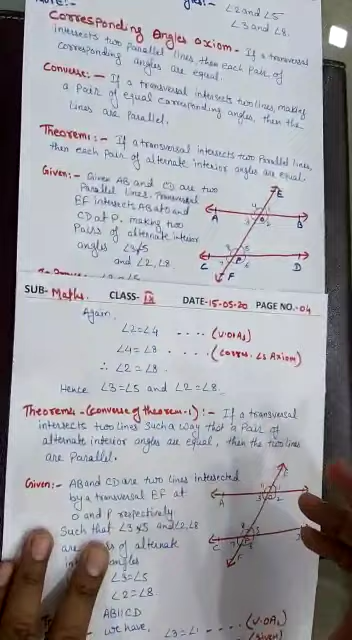 ∠2 and ∠5
∠3 and ∠8.
Corresponding Angles axiom - If a transversal
intersects two parallel lines, then each pair of
corresponding angles are equal.
Converse:- If a transversal intersects two lines, making
a pair of equal corresponding angles, then the
lines are parallel.
Theorem:- If a transversal intersects two Parallel lines,
then each Pair of alternate interior angles are equal.
Given:- Given AB and CD are two
Parallel lines. Transversal
EF intersects AB at O and
CD at P. making two
Pairs of alternate interior
angles ∠3,∠5
and ∠2,∠8
E
A
B
C
D
F
SUB- Maths. CLASS- IX DATE-15-05-20 PAGE NO.-04
Again,
∠2=∠4 .... (V.O.A's)
∠4=∠8 .... (Corres. ∠s Axiom)
∴ ∠2=∠8
Hence ∠3=∠5 and ∠2=∠8.
Theorem- (converse of theorem-1):- If a transversal
intersects two lines such a way that a Pair of
alternate interior angles are equal, then the two lines
are Parallel.
Given:- AB and CD are two lines intersected
by a transversal EF at
O and P respectively
Such that ∠3,∠5 and ∠2,∠8
are of alternate
angles
∠3=∠5
∠2=∠8
E
A
C
F
AB||CD
we have, ∠3=∠1 .... (V.O.A's)